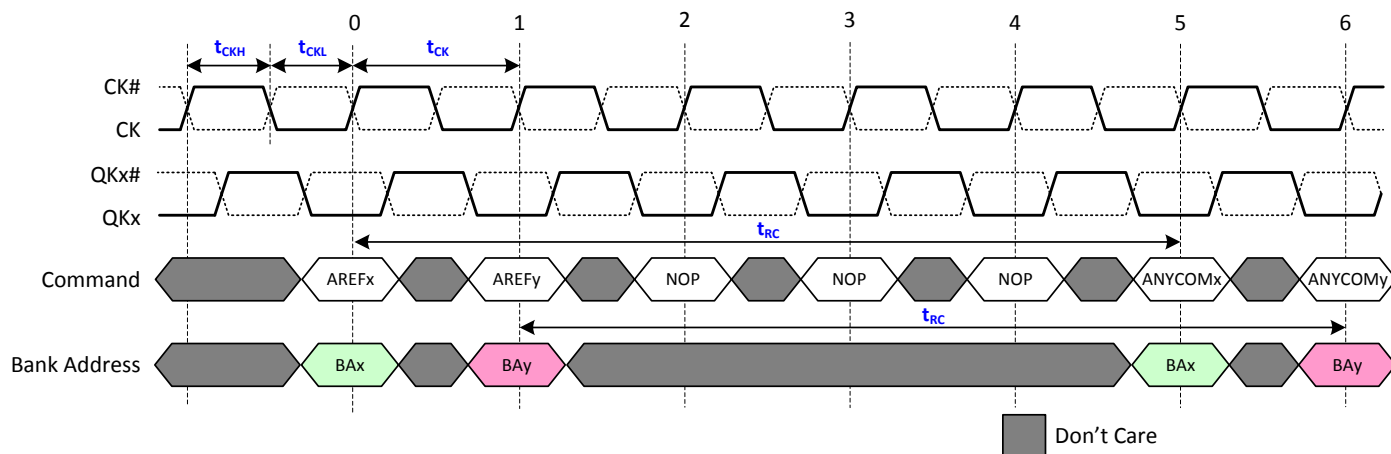 0 1 2 3 4 5 6
tCKH tCKL tCK
CK#
CK
QKx#
QKx
tRC
Command AREFx AREFy NOP NOP NOP ANYCOMx ANYCOMy
tRC
Bank Address BAx BAy BAx BAy
Don't Care